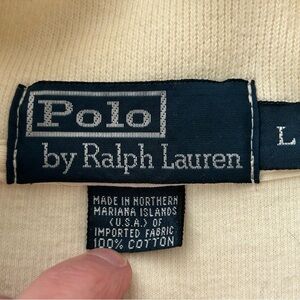 Polo
by Ralph Lauren
L
MADE IN NORTHERN
MARIANA ISLANDS
(U.S.A.) OF
IMPORTED FABRIC
100% COTTON